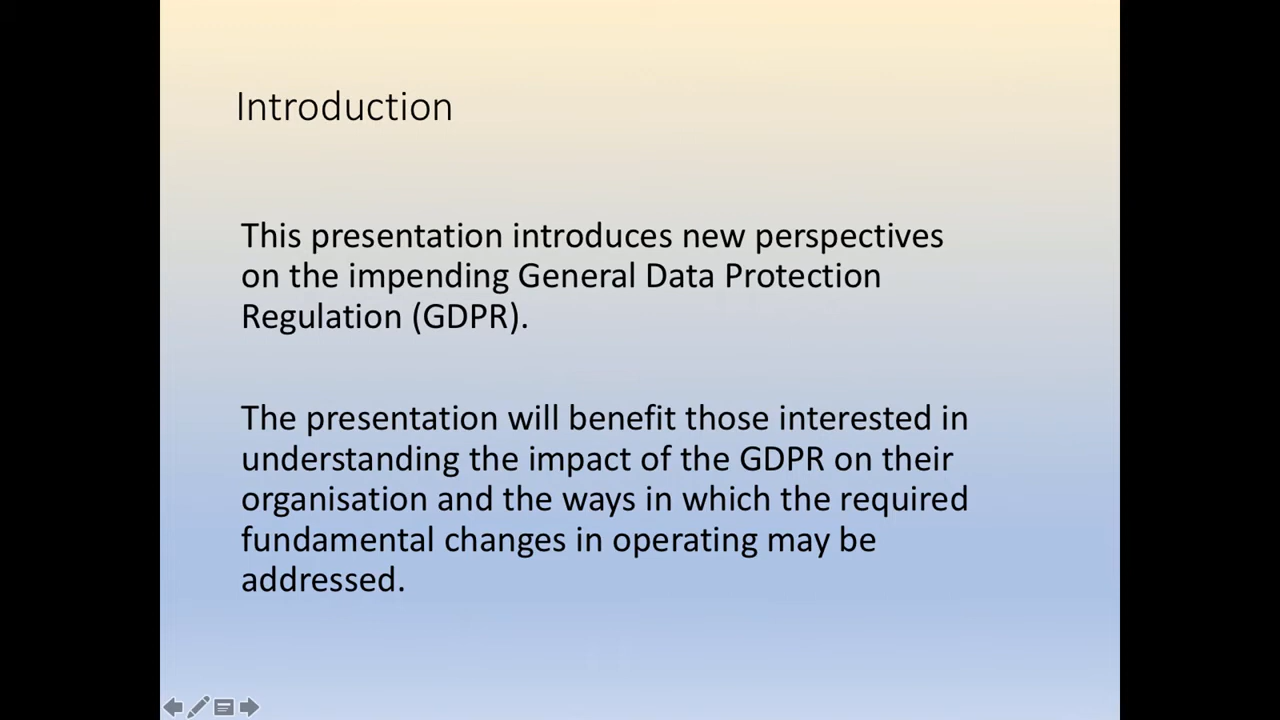 Introduction
This presentation introduces new perspectives
on the impending General Data Protection
Regulation (GDPR).
The presentation will benefit those interested in
understanding the impact of the GDPR on their
organisation and the ways in which the required
fundamental changes in operating may be
addressed.